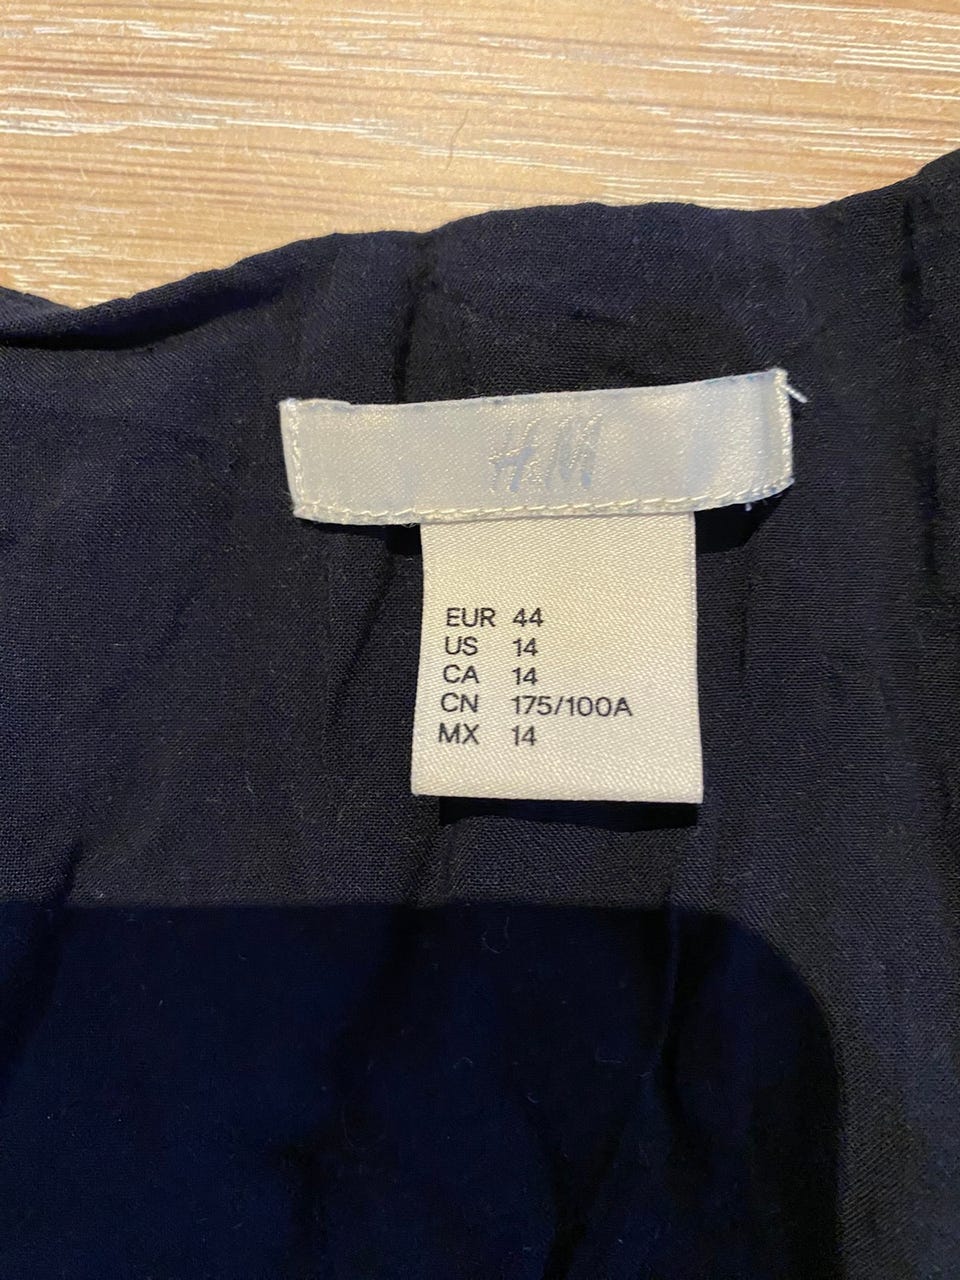 H M
EUR 44
US 14
CA 14
CN 175/100A
MX 14